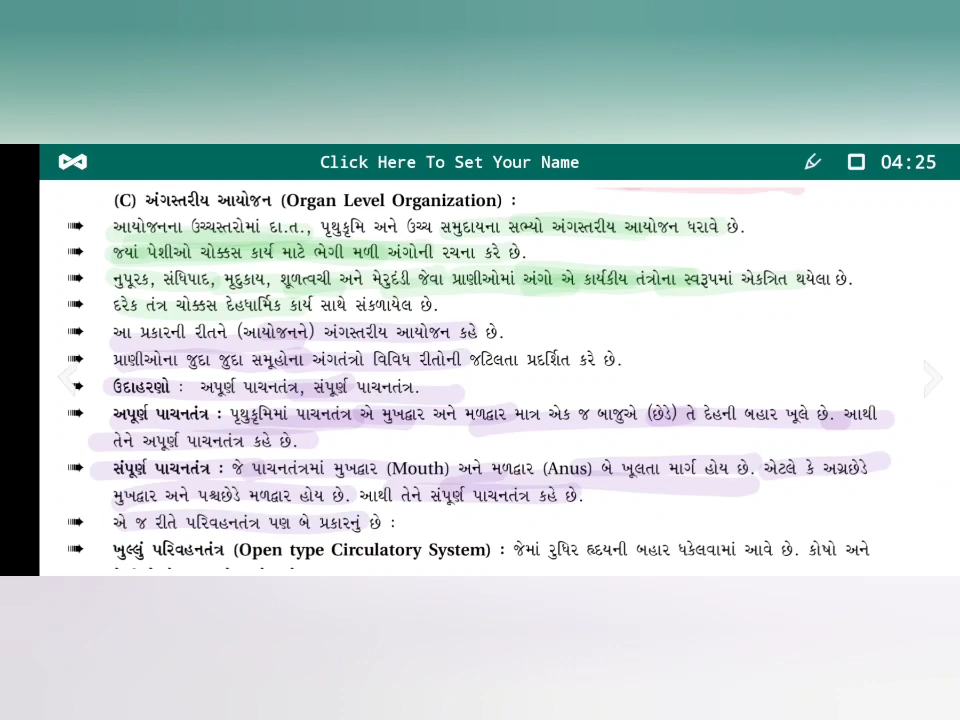 Click Here To Set Your Name 04:25
(C) અંગસ્તરીય આયોજન (Organ Level Organization) :
આયોજનના ઉચ્ચસ્તરોમાં દા.ત., પૃથુકૃમિ અને ઉચ્ચ સમુદાયના સભ્યો અંગસ્તરીય આયોજન ધરાવે છે.
જ્યાં પેશીઓ ચોક્કસ કાર્ય માટે ભેગી મળી અંગોની રચના કરે છે.
નુપૂરક, સંધિપાદ, મૃદુકાય, શૂળત્વચી અને મેરુદંડી જેવા પ્રાણીઓમાં અંગો એ કાર્યકીય તંત્રોના સ્વરૂપમાં એકત્રિત થયેલા છે.
દરેક તંત્ર ચોક્કસ દેહધાર્મિક કાર્ય સાથે સંકળાયેલ છે.
આ પ્રકારની રીતને (આયોજનને) અંગસ્તરીય આયોજન કહે છે.
પ્રાણીઓના જુદા જુદા સમૂહોના અંગતંત્રો વિવિધ રીતોની જટિલતા પ્રદર્શિત કરે છે.
ઉદાહરણો : અપૂર્ણ પાચનતંત્ર, સંપૂર્ણ પાચનતંત્ર.
અપૂર્ણ પાચનતંત્ર : પૃથુકૃમિમાં પાચનતંત્ર એ મુખદ્વાર અને મળદ્વાર માત્ર એક જ બાજુએ (છેડે) તે દેહની બહાર ખૂલે છે. આથી
તેને અપૂર્ણ પાચનતંત્ર કહે છે.
સંપૂર્ણ પાચનતંત્ર : જે પાચનતંત્રમાં મુખદ્વાર (Mouth) અને મળદ્વાર (Anus) બે ખૂલતા માર્ગ હોય છે. એટલે કે અગ્રછેડે
મુખદ્વાર અને પશ્ચછેડે મળદ્વાર હોય છે. આથી તેને સંપૂર્ણ પાચનતંત્ર કહે છે.
એ જ રીતે પરિવહનતંત્ર પણ બે પ્રકારનું છે :
ખુલ્લું પરિવહનતંત્ર (Open type Circulatory System) : જેમાં રુધિર હૃદયની બહાર ધકેલવામાં આવે છે. કોષો અને